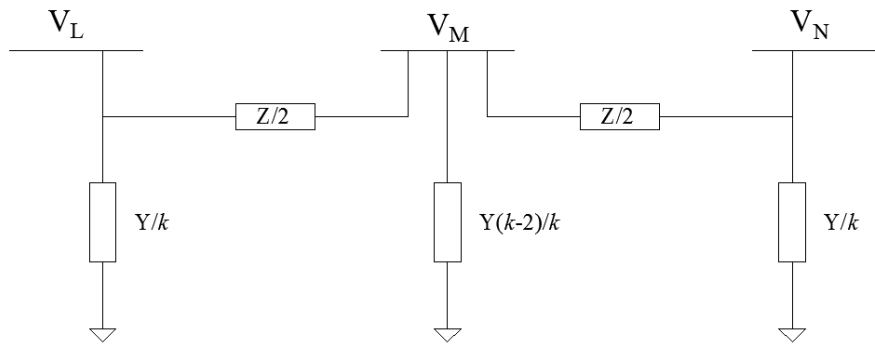 V_L
V_M
V_N
Z/2
Z/2
Y/k
Y(k-2)/k
Y/k